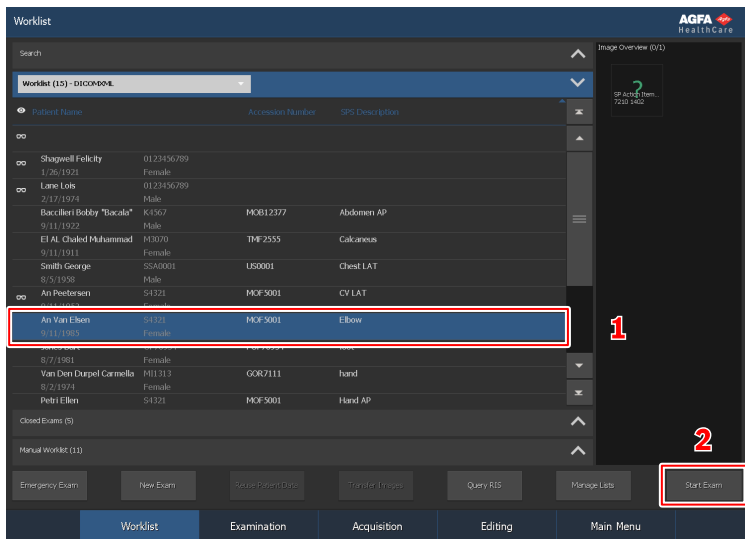 Worklist
AGFA
HealthCare
Search
Image Overview (0/1)
Worklist (15) - DICOMXML
?
SP Action Item...
7210 1402
Patient Name Accession Number SPS Description
Shagwell Felicity 0123456789
1/26/1921 Female
Lane Lois 0123456789
2/17/1974 Male
Baccilieri Bobby "Bacala" K4567 MOB12377 Abdomen AP
9/11/1922 Male
El AL Chaled Muhammad M3070 TMF2555 Calcaneus
9/11/1911 Female
Smith George SSA0001 US0001 Chest LAT
8/5/1958 Male
An Peetersen S4321 MOF5001 CV LAT
An Van Elsen S4321 MOF5001 Elbow
9/11/1985 Female
1
8/7/1981 Female
Van Den Durpel Carmella MI1313 GOR7111 hand
8/2/1974 Female
Petri Ellen S4321 MOF5001 Hand AP
Closed Exams (5)
Manual Worklist (11)
2
Emergency Exam New Exam Reuse Patient Data Transfer Images Query RIS Manage Lists Start Exam
Worklist Examination Acquisition Editing Main Menu